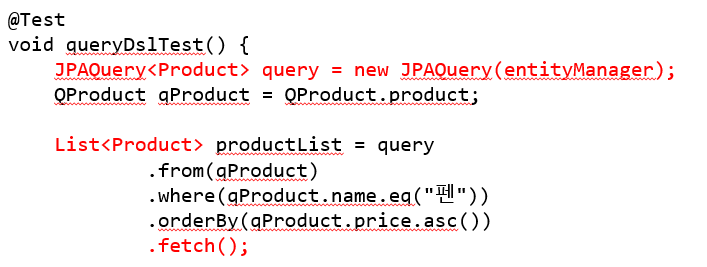 @Test
void queryDslTest() {
JPAQuery<Product> query = new JPAQuery(entityManager);
QProduct qProduct = QProduct.product;
List<Product> productList = query
.from(qProduct)
.where(qProduct.name.eq("펜"))
.orderBy(qProduct.price.asc())
.fetch();